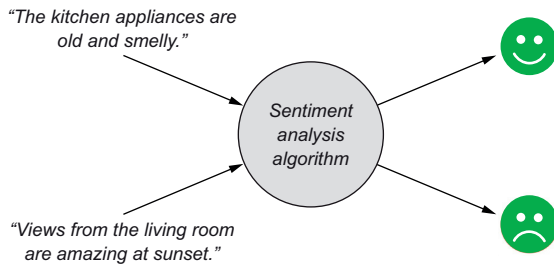 “The kitchen appliances are
old and smelly.”
Sentiment
analysis
algorithm
“Views from the living room
are amazing at sunset.”